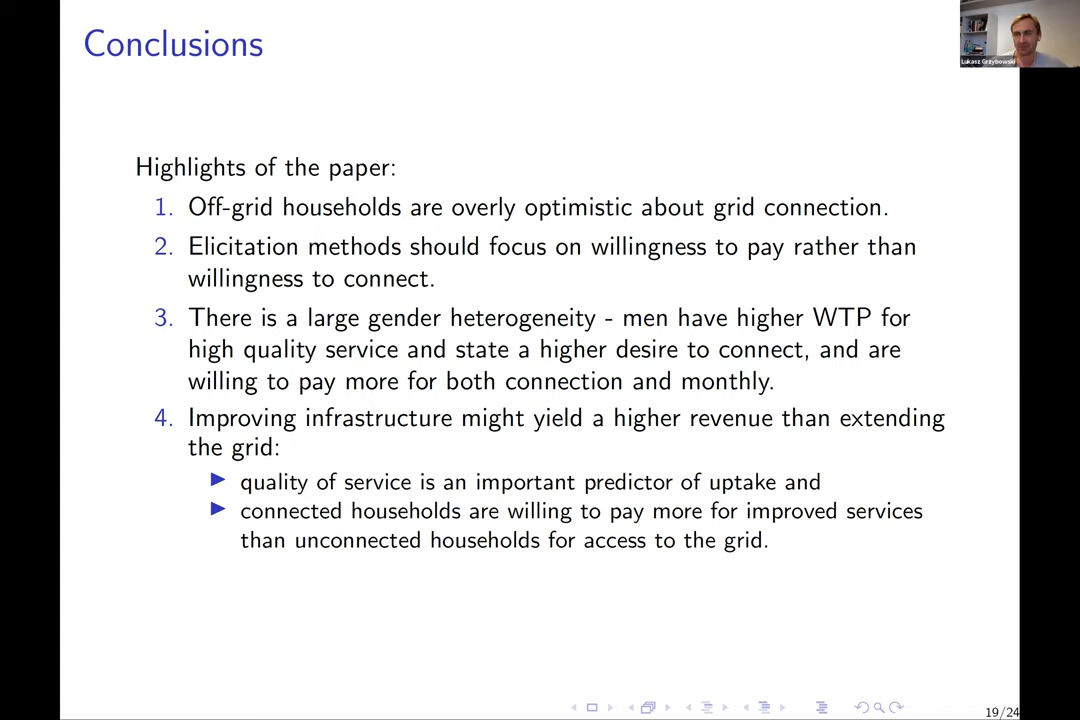 Conclusions
Lukasz Grzybowski
Highlights of the paper:
1. Off-grid households are overly optimistic about grid connection.
2. Elicitation methods should focus on willingness to pay rather than
willingness to connect.
3. There is a large gender heterogeneity - men have higher WTP for
high quality service and state a higher desire to connect, and are
willing to pay more for both connection and monthly.
4. Improving infrastructure might yield a higher revenue than extending
the grid:
▶ quality of service is an important predictor of uptake and
▶ connected households are willing to pay more for improved services
than unconnected households for access to the grid.
19/24